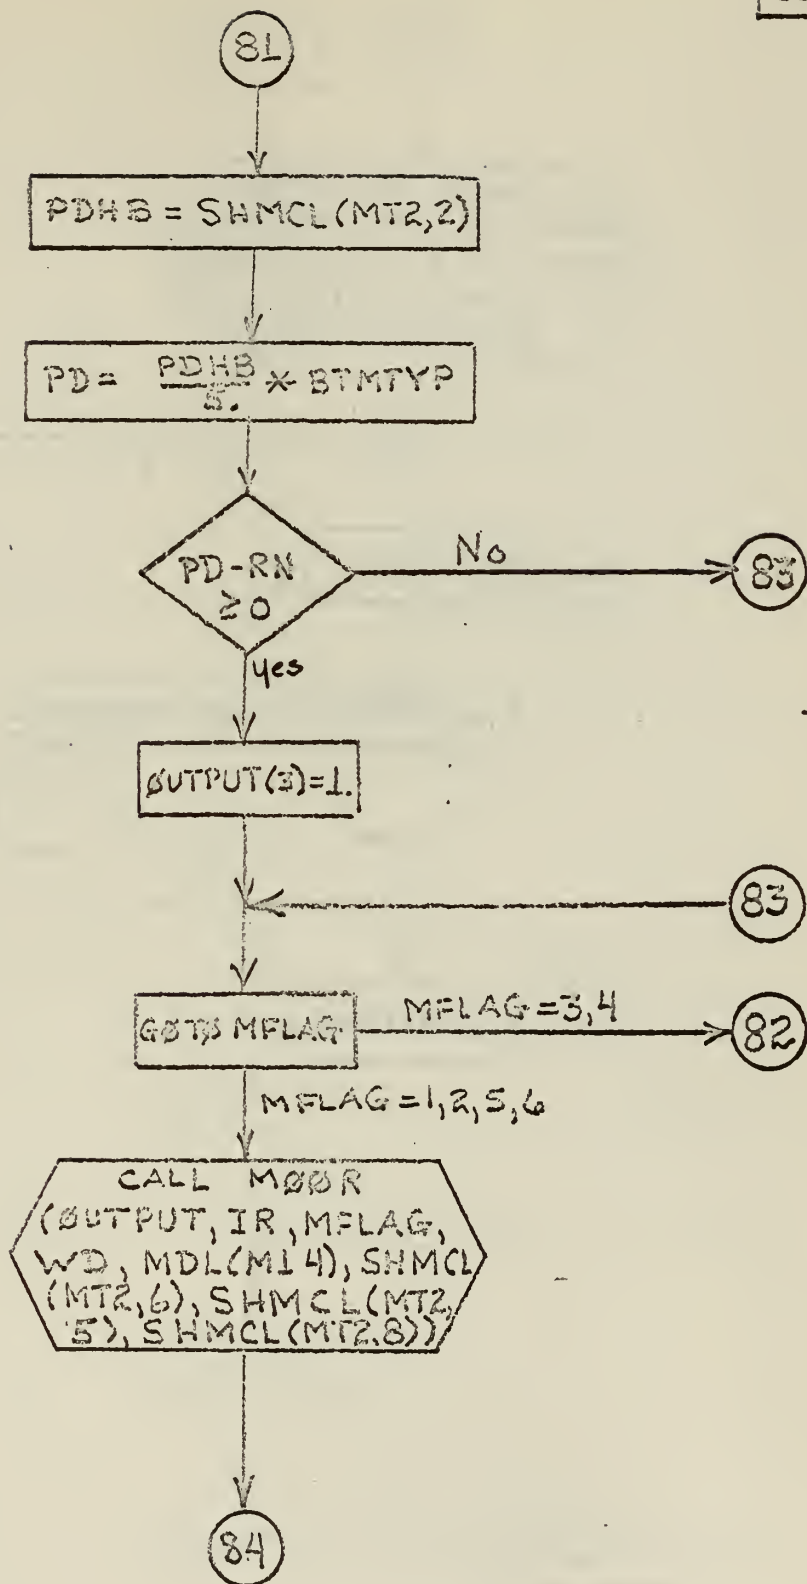 81
PDHB = SHMCL(MT2,2)
PD = PDHB/5. * BTMTYP
PD-RN
≥0
No
83
yes
ØUTPUT(3)=1.
83
GØTØ MFLAG
MFLAG=3,4
82
MFLAG=1,2,5,6
CALL MØØR
(ØUTPUT, IR, MFLAG,
WD, MDL(M14), SHMCL
(MT2,6), SHMCL(MT2,
5), SHMCL(MT2,8))
84